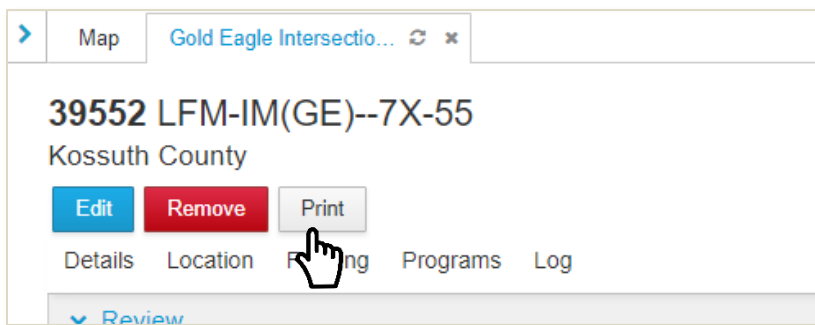 Map Gold Eagle Intersectio...
39552 LFM-IM(GE)--7X-55
Kossuth County
Edit Remove Print
Details Location Programs Log
Review